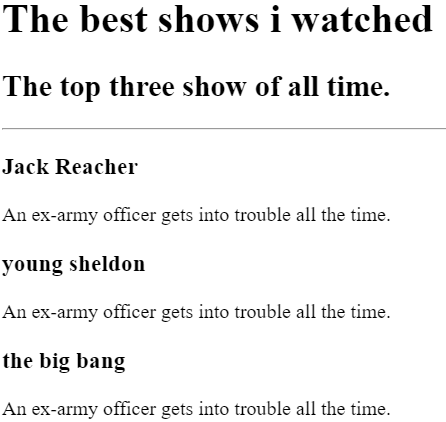 The best shows i watched
The top three show of all time.
Jack Reacher
An ex-army officer gets into trouble all the time.
young sheldon
An ex-army officer gets into trouble all the time.
the big bang
An ex-army officer gets into trouble all the time.